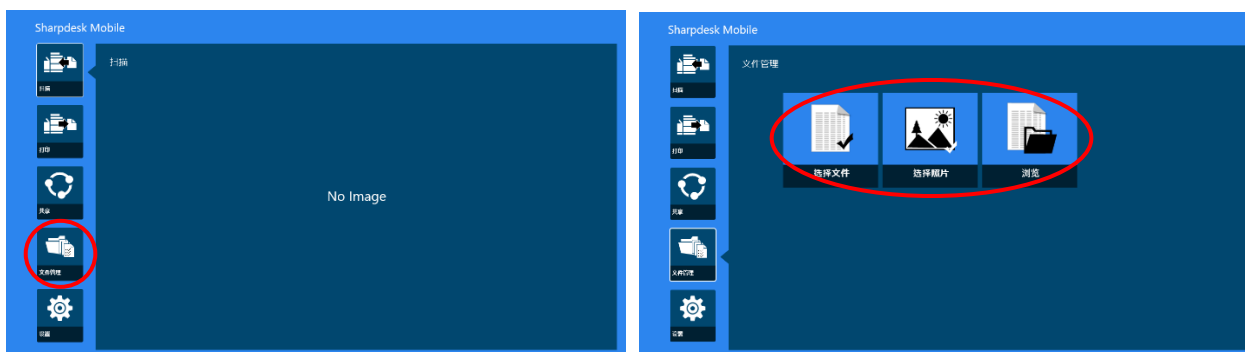 Sharpdesk Mobile
扫描
扫描
打印
共享
文件管理
设置
No Image
Sharpdesk Mobile
文件管理
扫描
打印
共享
文件管理
设置
选择文件
选择照片
浏览